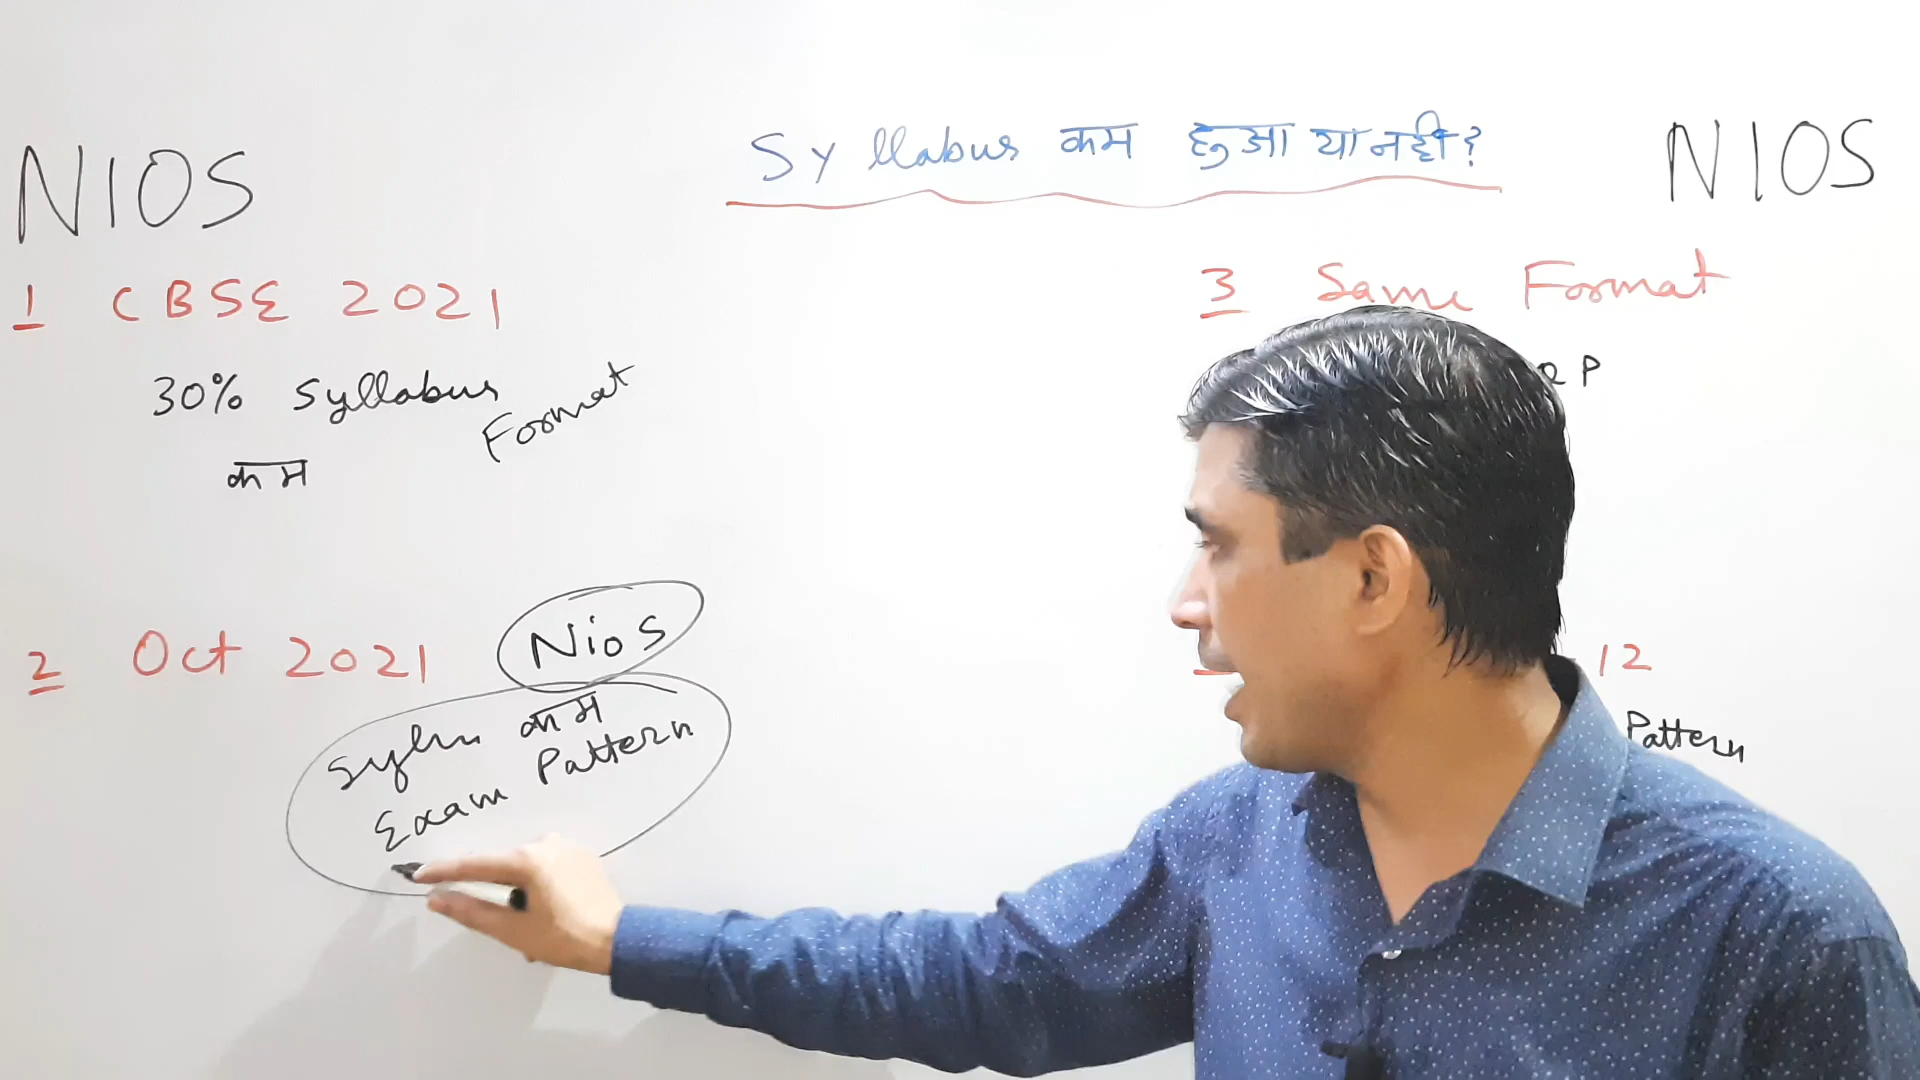 NIOS
Syllabus कम हुआ या नही?
NIOS
1 CBSE 2021
30% Syllabus
Format
कम
2 Oct 2021
Nios
कम
Exam Pattern
3 Same Format
P
12
Pattern